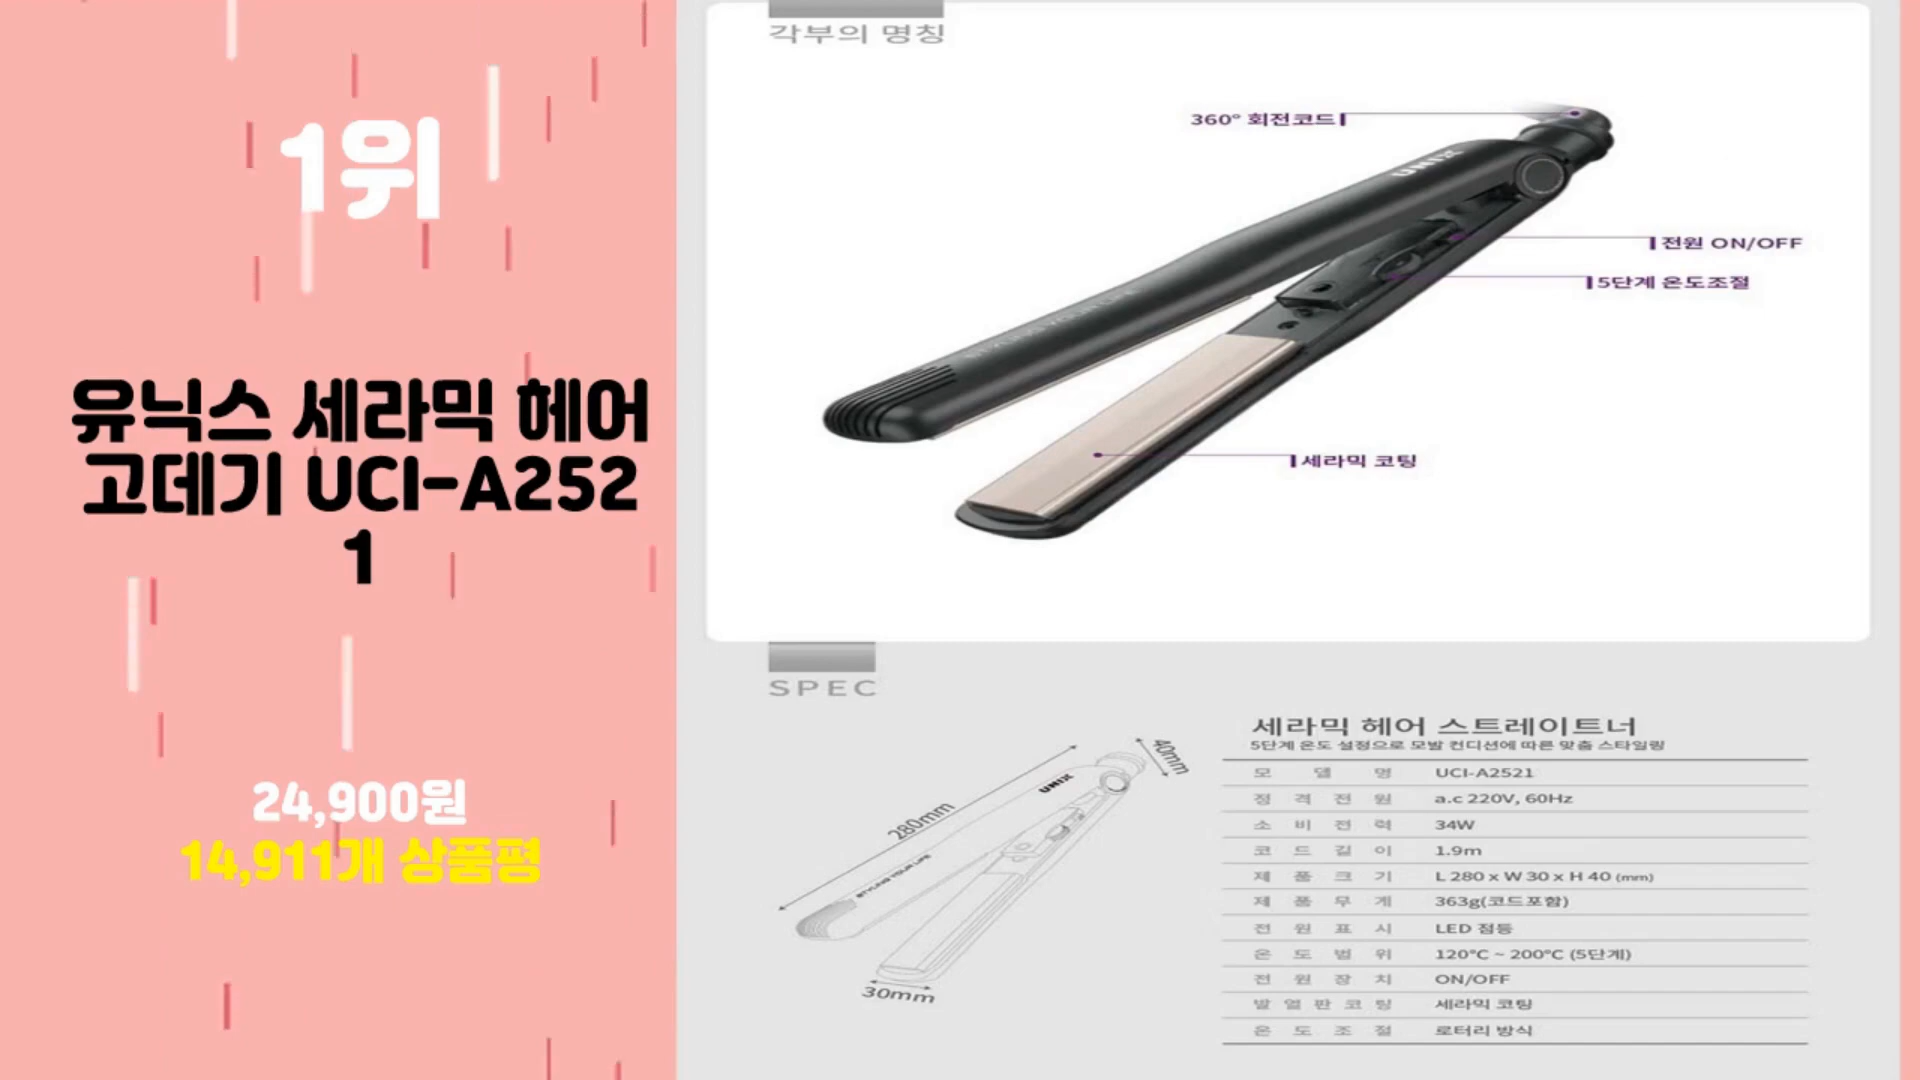 1위
유닉스 세라믹 헤어
고데기 UCI-A252
1
24,900원
14,911개 상품평
각부의 명칭
360° 회전코드
UNIX
전원 ON/OFF
5단계 온도조절
STYLING YOUR LIFE
세라믹 코팅
SPEC
세라믹 헤어 스트레이트너
5단계 온도 설정으로 모발 컨디션에 따른 맞춤 스타일링
모델명 UCI-A2521
정격전원 a.c 220V, 60Hz
소비전력 34W
코드길이 1.9m
제품크기 L 280 x W 30 x H 40 (mm)
제품무게 363g(코드포함)
전원표시 LED 점등
온도범위 120℃ ~ 200℃ (5단계)
전원장치 ON/OFF
발열판코팅 세라믹 코팅
온도조절 로터리 방식
40mm
UNIX
280mm
STYLING YOUR LIFE
30mm